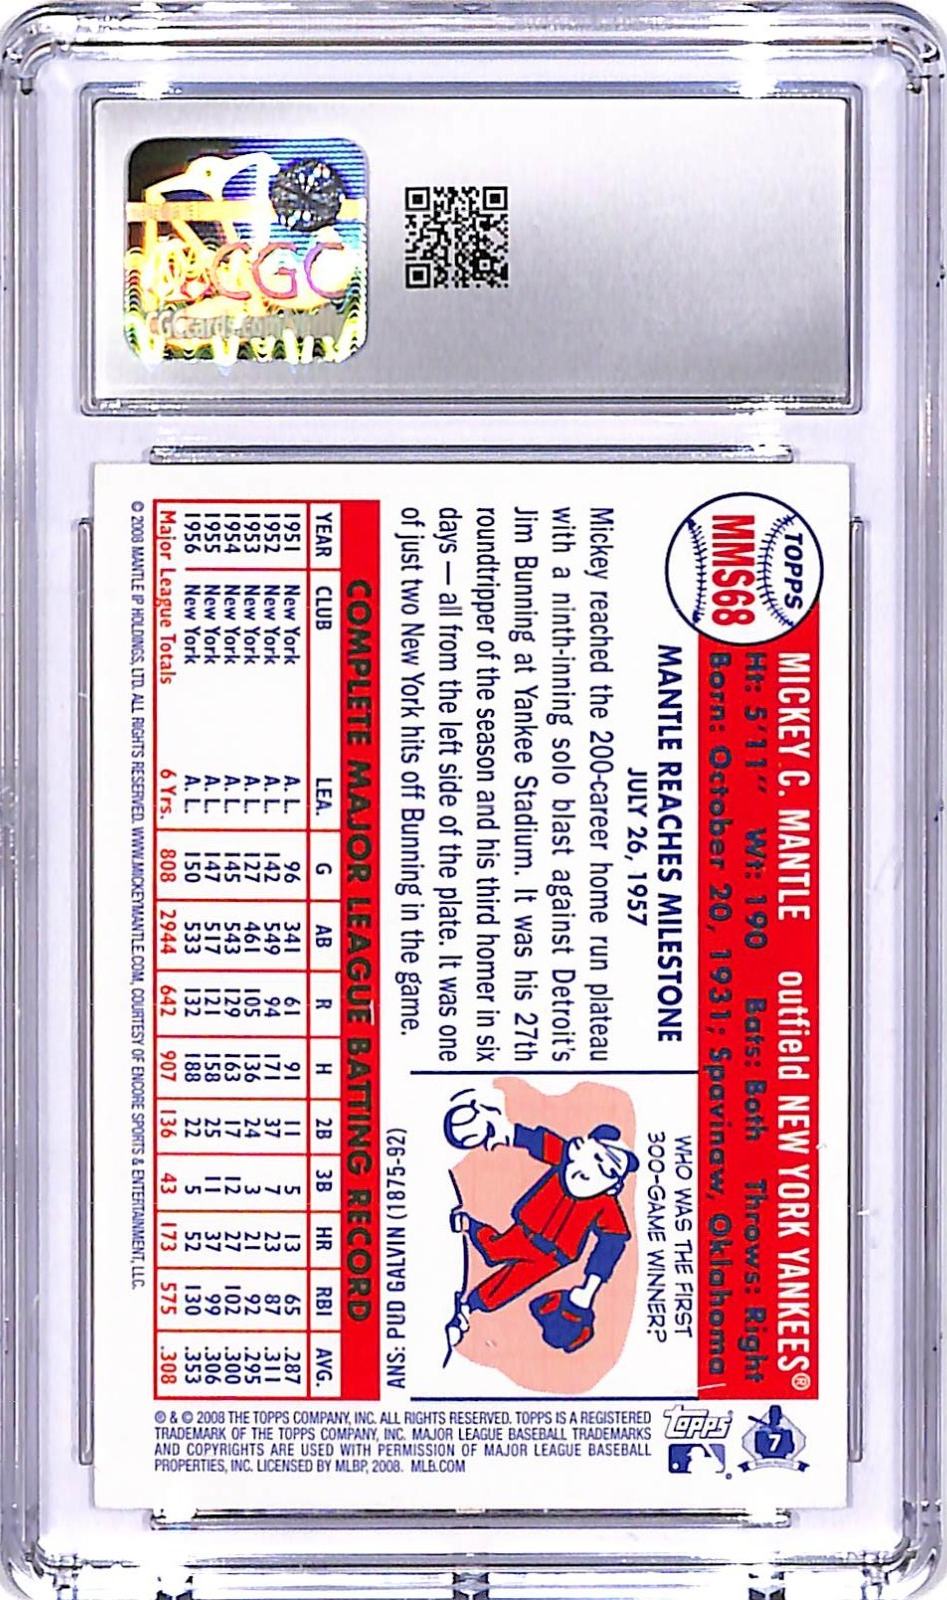 CGC
CGCcards.com
TOPPS
MMS68
MICKEY C. MANTLE outfield NEW YORK YANKEES®
Ht: 5'11" Wt: 190 Bats: Both Throws: Right
Born: October 20, 1931; Spavinaw, Oklahoma
MANTLE REACHES MILESTONE
JULY 26, 1957
Mickey reached the 200-career home run plateau
with a ninth-inning solo blast against Detroit's
Jim Bunning at Yankee Stadium. It was his 27th
roundtripper of the season and his third homer in six
days — all from the left side of the plate. It was one
of just two New York hits off Bunning in the game.
WHO WAS THE FIRST
300-GAME WINNER?
ANS: PUD GALVIN (1875-92)
COMPLETE MAJOR LEAGUE BATTING RECORD
YEAR CLUB LEA. G AB R H 2B 3B HR RBI AVG.
1951 New York A. L. 96 341 61 91 11 5 13 65 .287
1952 New York A. L. 142 549 94 171 37 7 23 87 .311
1953 New York A. L. 127 461 105 136 24 3 21 92 .295
1954 New York A. L. 145 543 129 163 17 12 27 102 .300
1955 New York A. L. 147 517 121 158 25 11 37 99 .306
1956 New York A. L. 150 533 132 188 22 5 52 130 .353
Major League Totals 6 Yrs. 808 2944 642 907 136 43 173 575 .308
© 2008 MANTLE IP HOLDINGS, LTD. ALL RIGHTS RESERVED. WWW.MICKEYMANTLE.COM, COURTESY OF ENCORE SPORTS & ENTERTAINMENT, LLC.
7
Topps
® & © 2008 THE TOPPS COMPANY, INC. ALL RIGHTS RESERVED. TOPPS IS A REGISTERED
TRADEMARK OF THE TOPPS COMPANY, INC. MAJOR LEAGUE BASEBALL TRADEMARKS
AND COPYRIGHTS ARE USED WITH PERMISSION OF MAJOR LEAGUE BASEBALL
PROPERTIES, INC. LICENSED BY MLBP, 2008. MLB.COM